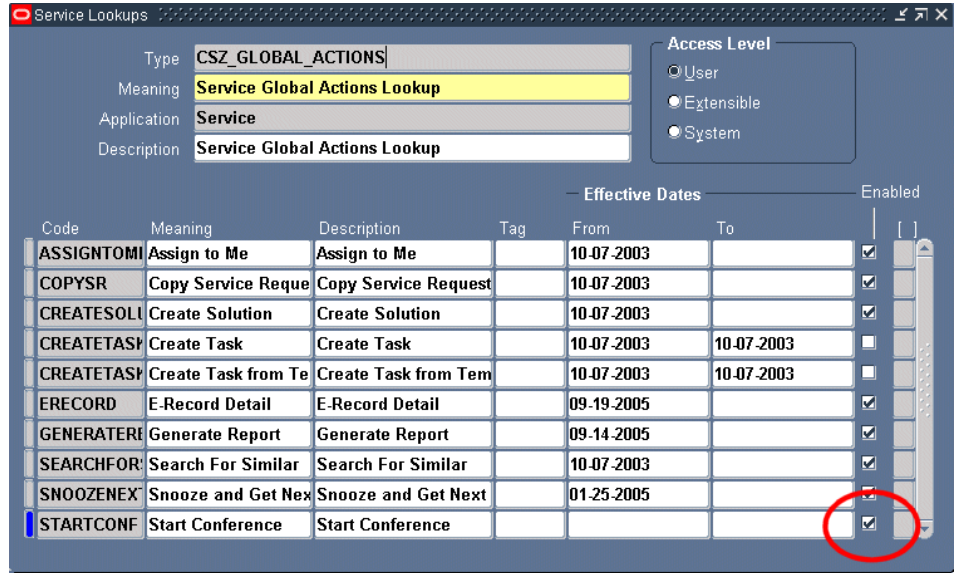 Service Lookups
Type CSZ_GLOBAL_ACTIONS
Meaning Service Global Actions Lookup
Application Service
Description Service Global Actions Lookup
Access Level
User
Extensible
System
Effective Dates Enabled
Code Meaning Description Tag From To [ ]
ASSIGNTOMI Assign to Me Assign to Me 10-07-2003
COPYSR Copy Service Reque Copy Service Request 10-07-2003
CREATESOLU Create Solution Create Solution 10-07-2003
CREATETASK Create Task Create Task 10-07-2003 10-07-2003
CREATETASK Create Task from Te Create Task from Tem 10-07-2003 10-07-2003
ERECORD E-Record Detail E-Record Detail 09-19-2005
GENERATERE Generate Report Generate Report 09-14-2005
SEARCHFORS Search For Similar Search For Similar 10-07-2003
SNOOZENEXT Snooze and Get Nex Snooze and Get Next 01-25-2005
STARTCONF Start Conference Start Conference